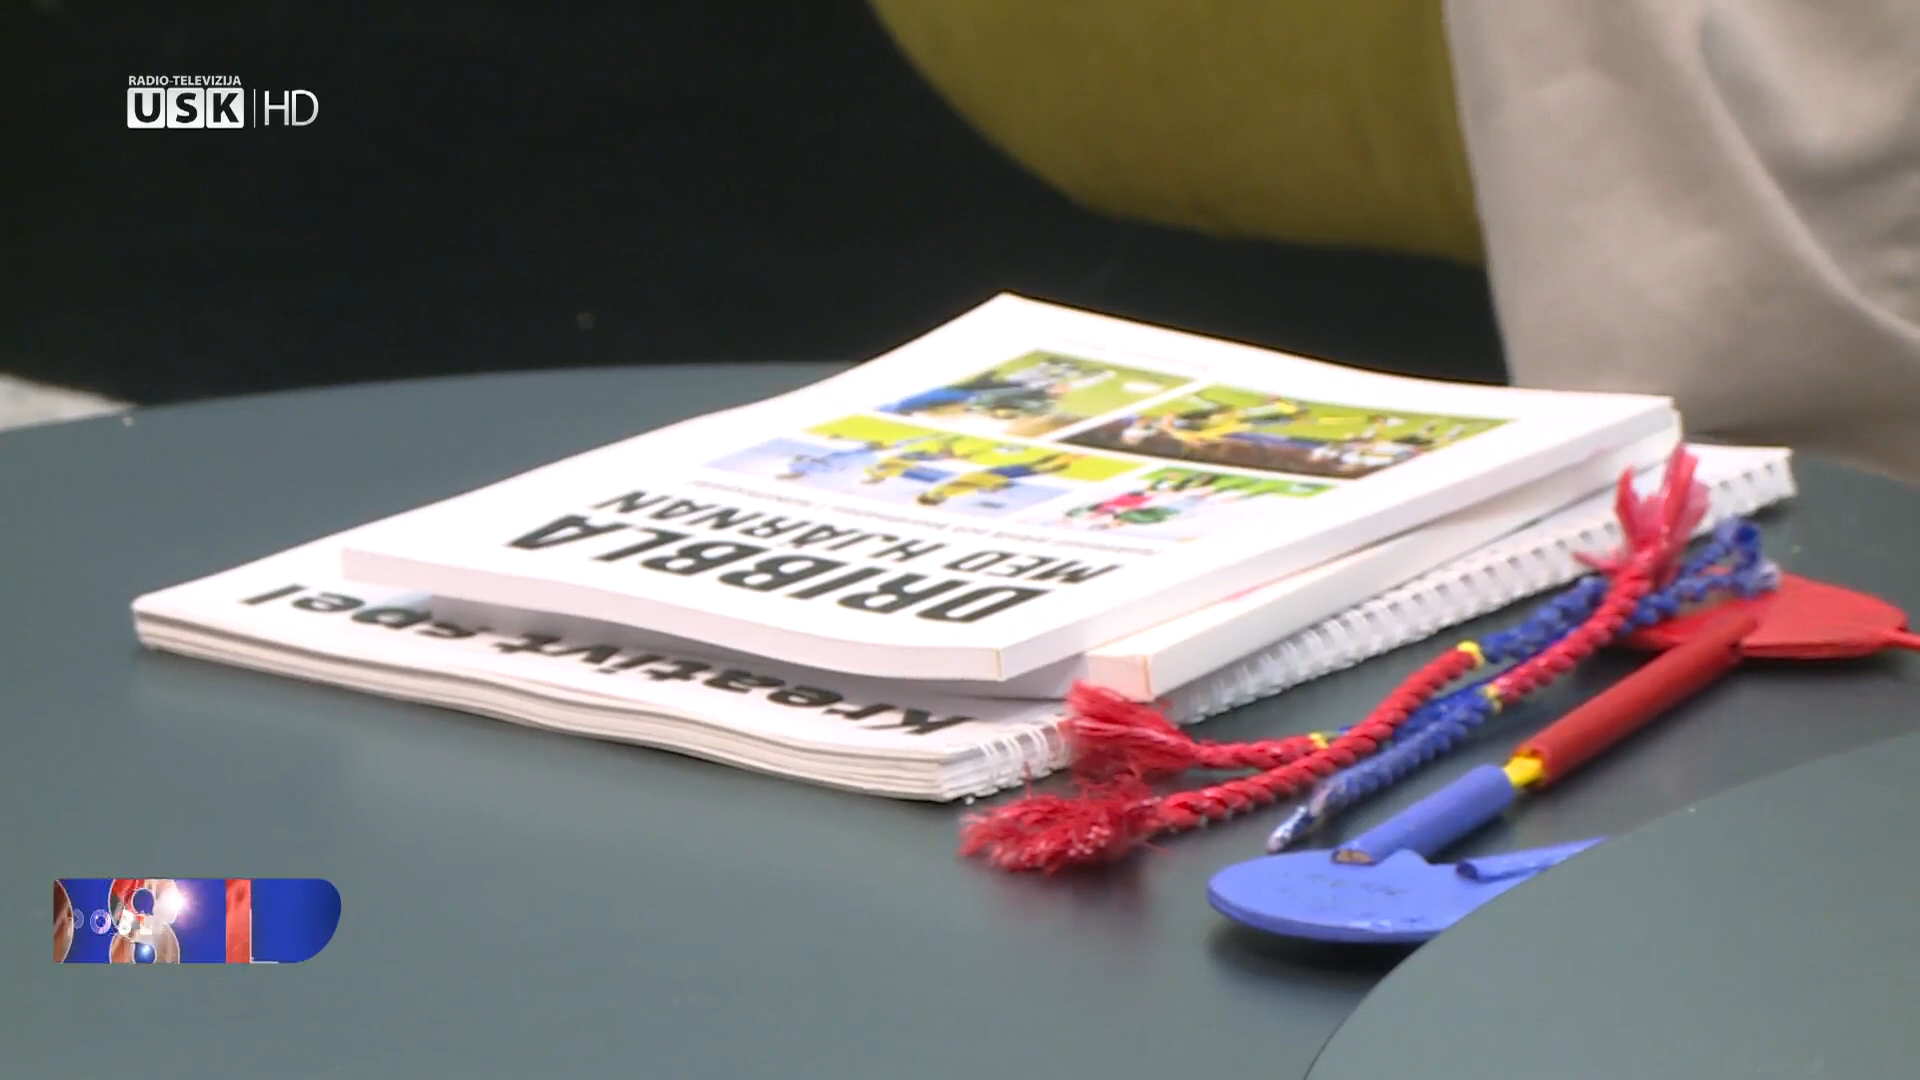 RADIO-TELEVIZIJA
USK HD
DRIBBLA
MED HJÄRNAN
Kreativt spel